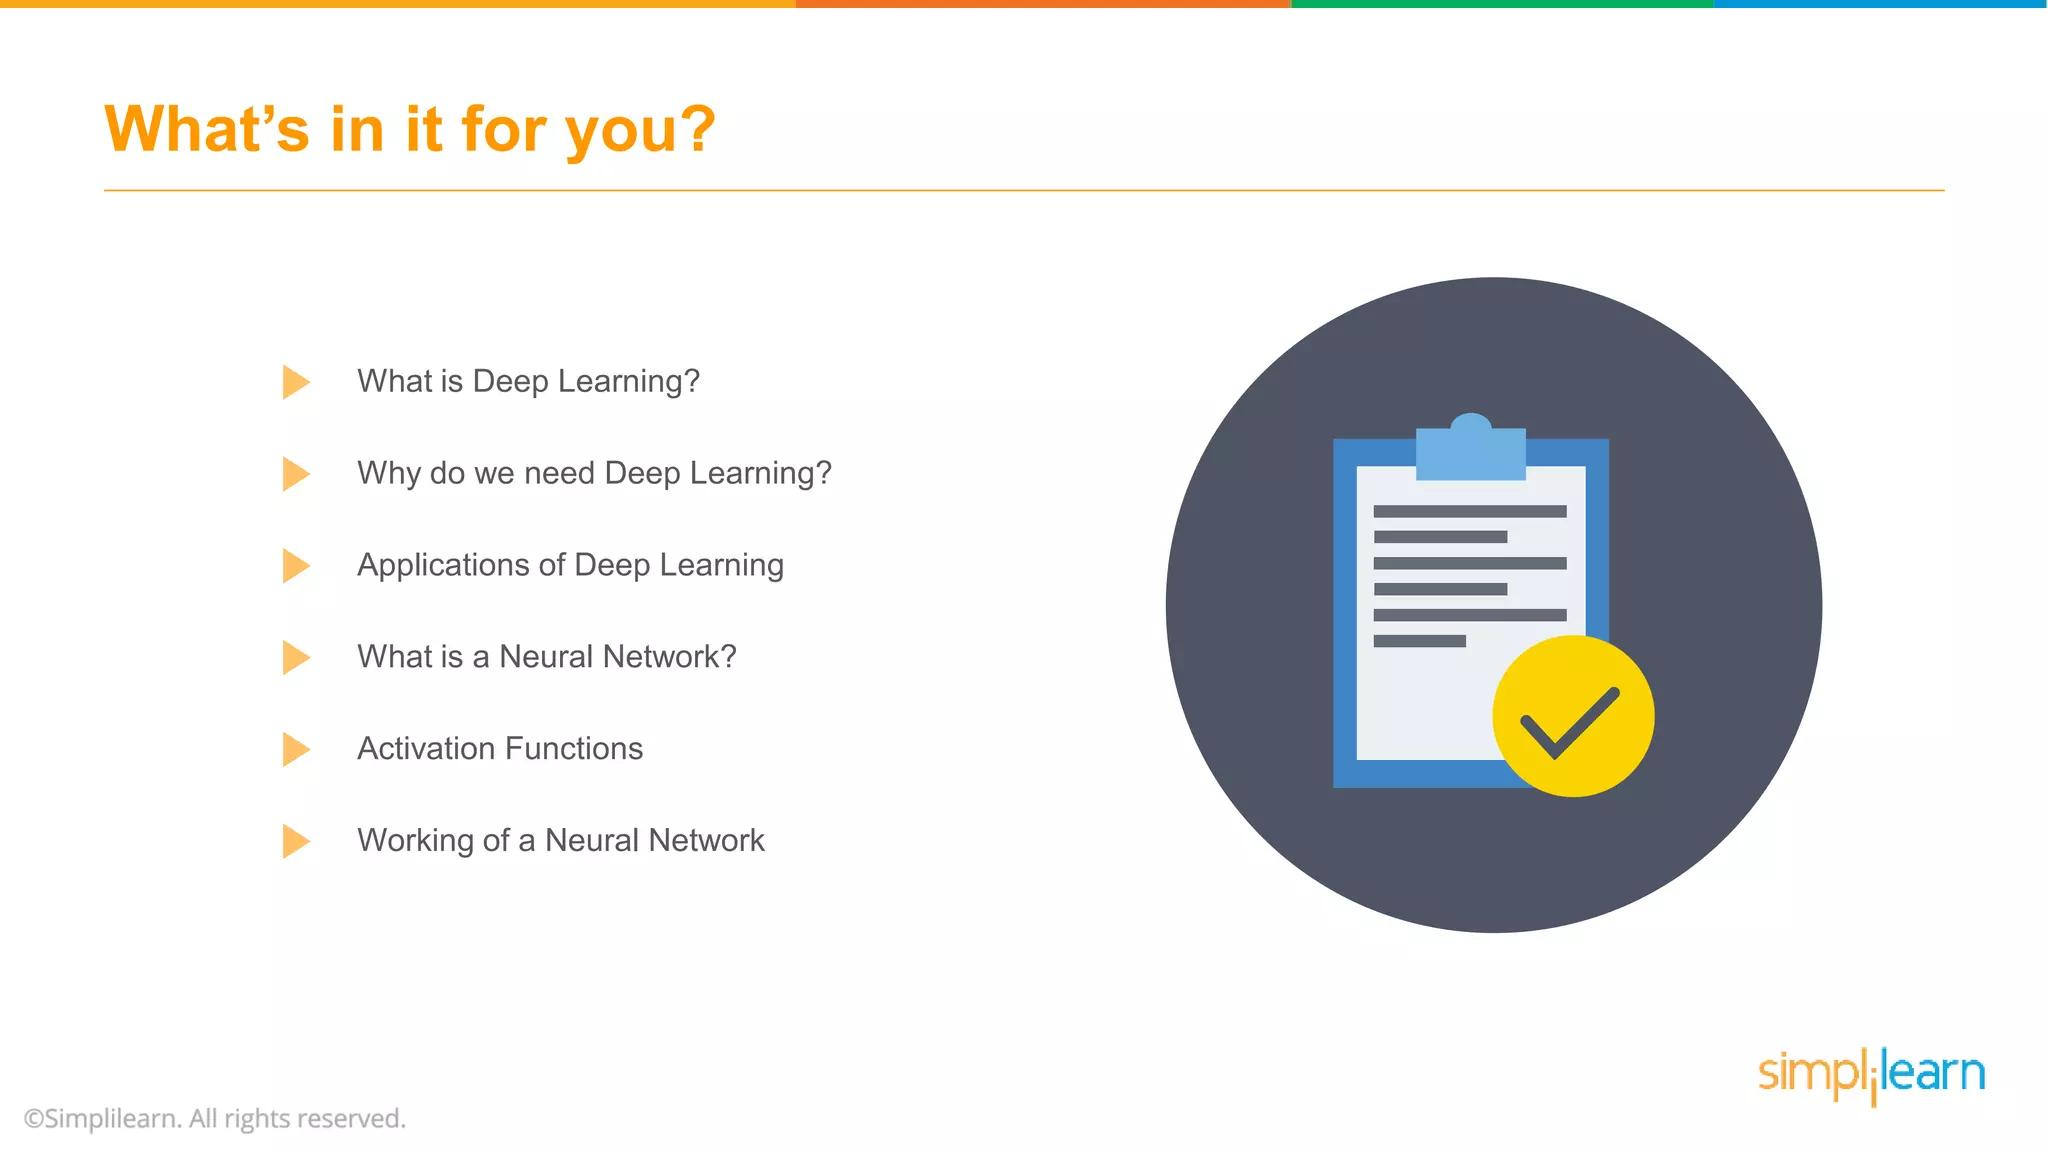 What’s in it for you?
What is Deep Learning?
Why do we need Deep Learning?
Applications of Deep Learning
What is a Neural Network?
Activation Functions
Working of a Neural Network
simplilearn
©Simplilearn. All rights reserved.